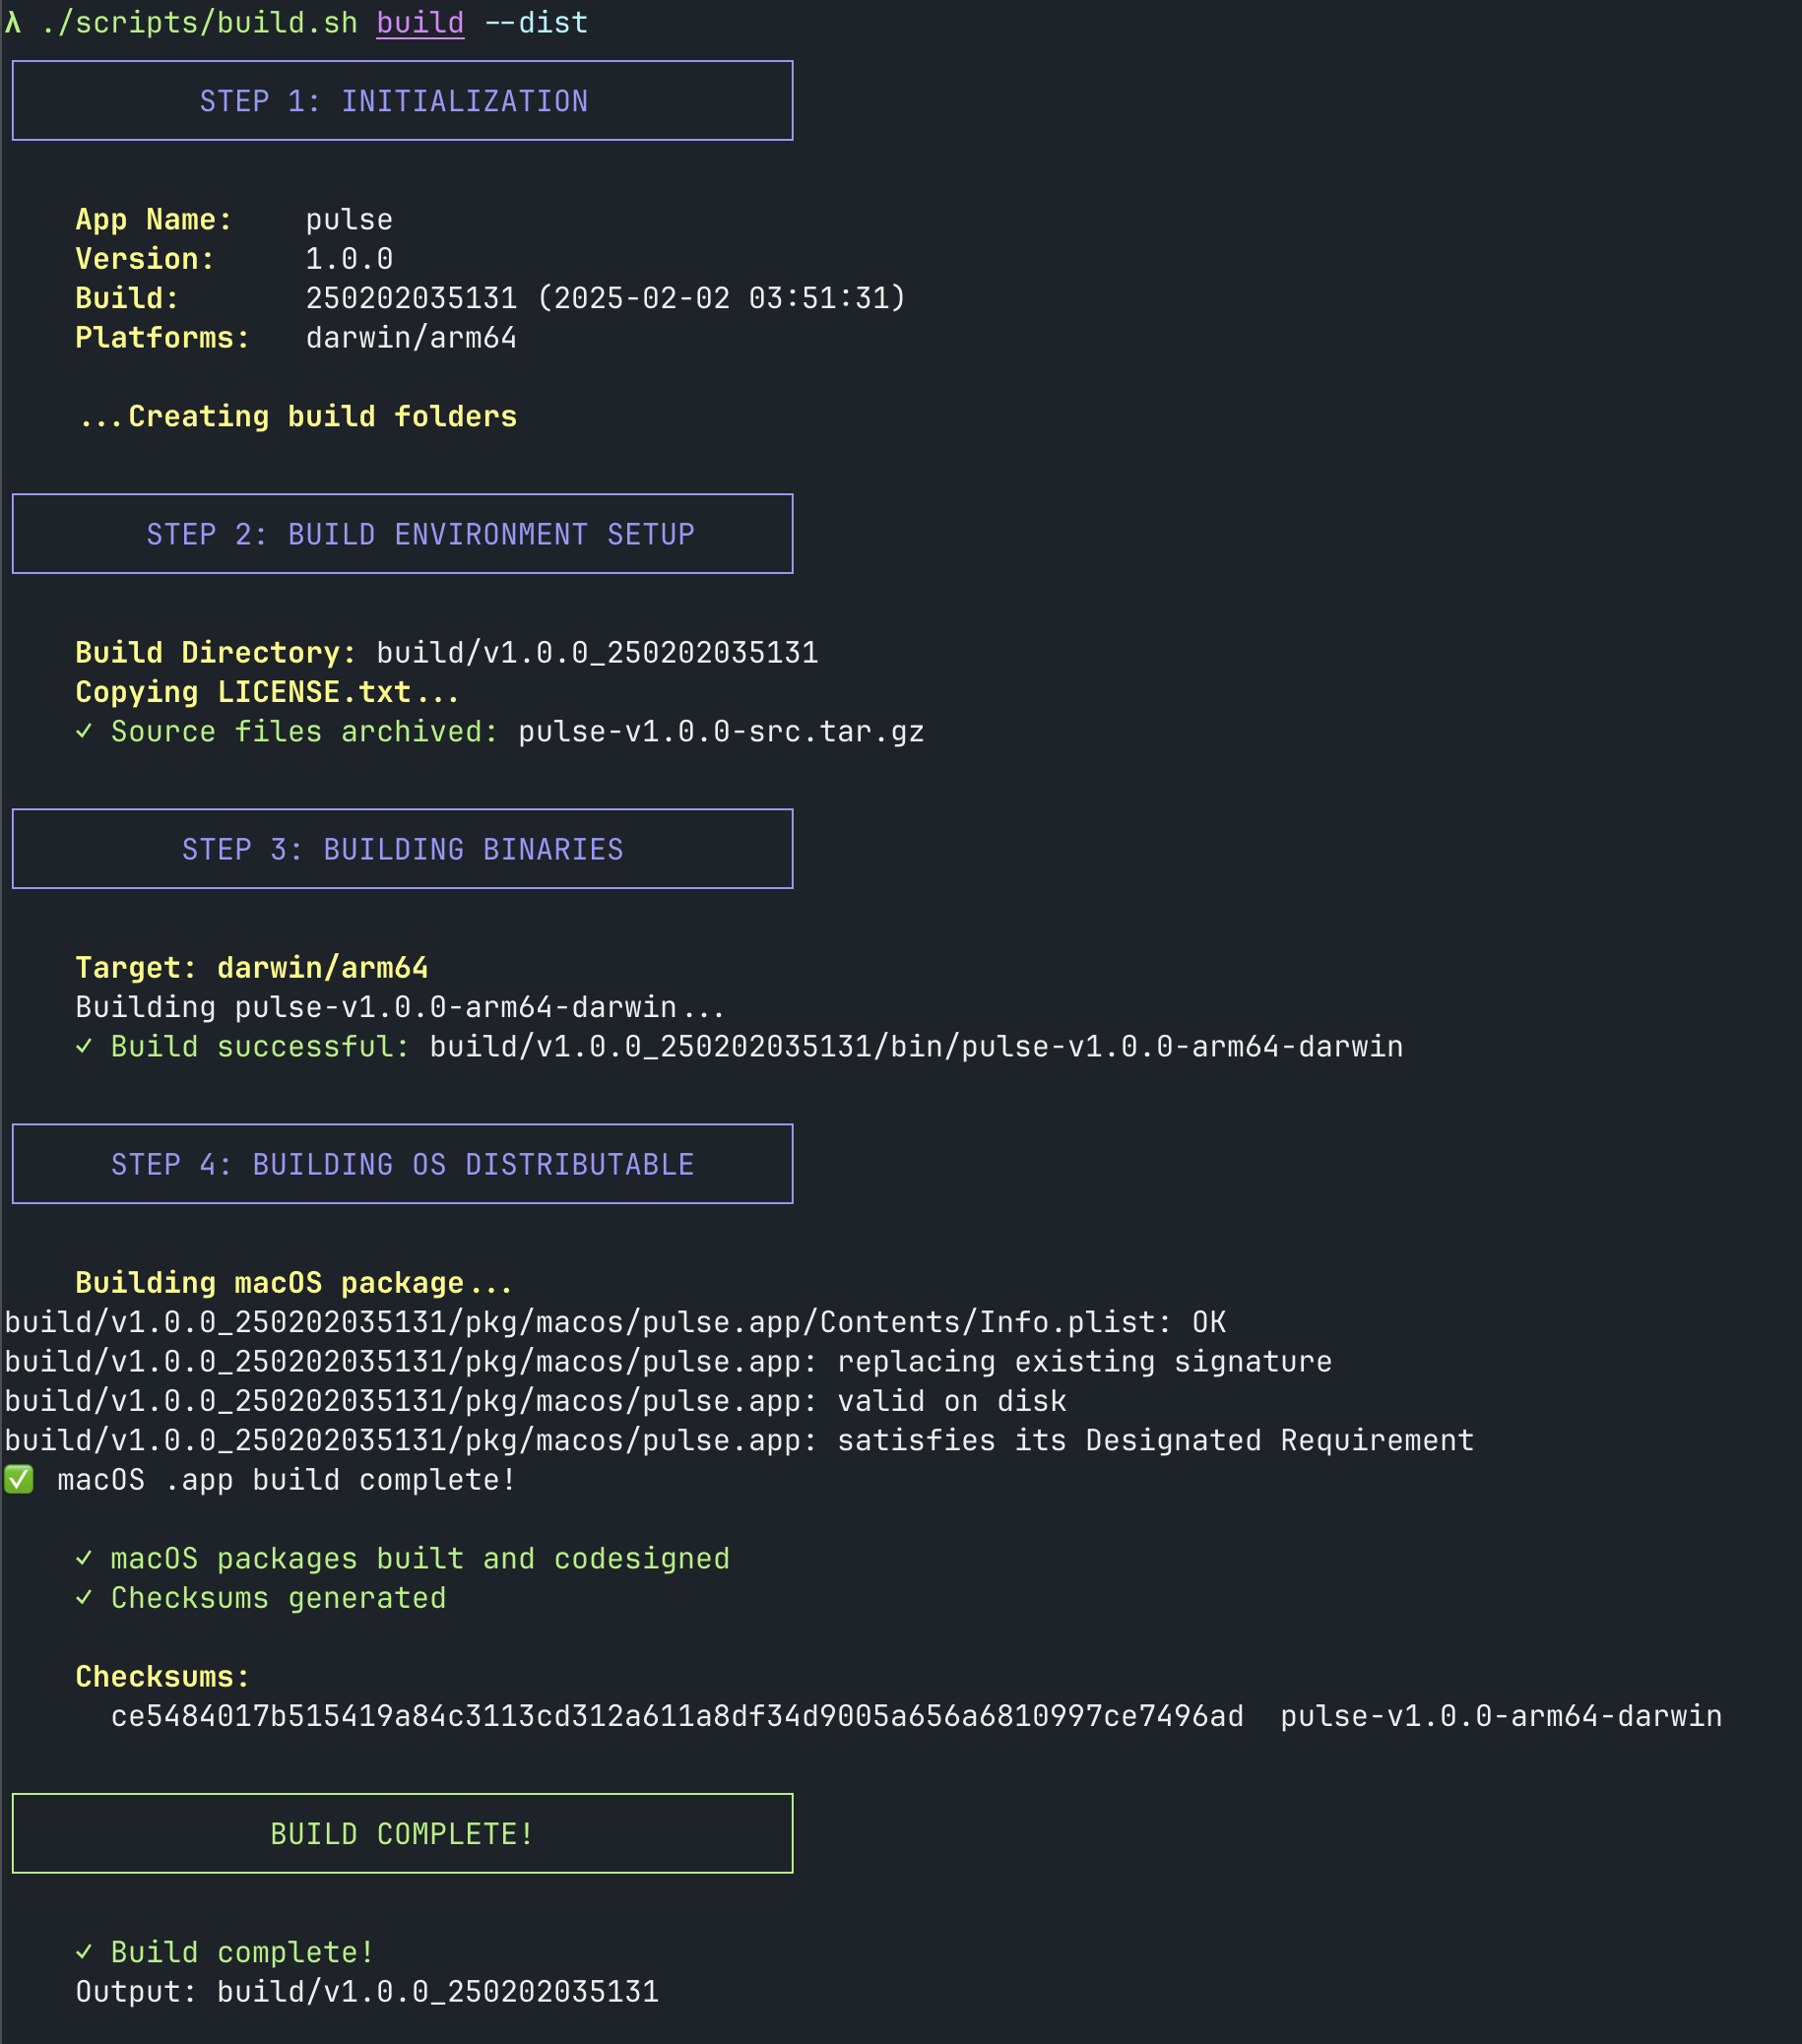 λ ./scripts/build.sh build --dist
STEP 1: INITIALIZATION
App Name: pulse
Version: 1.0.0
Build: 250202035131 (2025-02-02 03:51:31)
Platforms: darwin/arm64
...Creating build folders
STEP 2: BUILD ENVIRONMENT SETUP
Build Directory: build/v1.0.0_250202035131
Copying LICENSE.txt...
✓ Source files archived: pulse-v1.0.0-src.tar.gz
STEP 3: BUILDING BINARIES
Target: darwin/arm64
Building pulse-v1.0.0-arm64-darwin...
✓ Build successful: build/v1.0.0_250202035131/bin/pulse-v1.0.0-arm64-darwin
STEP 4: BUILDING OS DISTRIBUTABLE
Building macOS package...
build/v1.0.0_250202035131/pkg/macos/pulse.app/Contents/Info.plist: OK
build/v1.0.0_250202035131/pkg/macos/pulse.app: replacing existing signature
build/v1.0.0_250202035131/pkg/macos/pulse.app: valid on disk
build/v1.0.0_250202035131/pkg/macos/pulse.app: satisfies its Designated Requirement
✅ macOS .app build complete!
✓ macOS packages built and codesigned
✓ Checksums generated
Checksums:
ce5484017b515419a84c3113cd312a611a8df34d9005a656a6810997ce7496ad pulse-v1.0.0-arm64-darwin
BUILD COMPLETE!
✓ Build complete!
Output: build/v1.0.0_250202035131